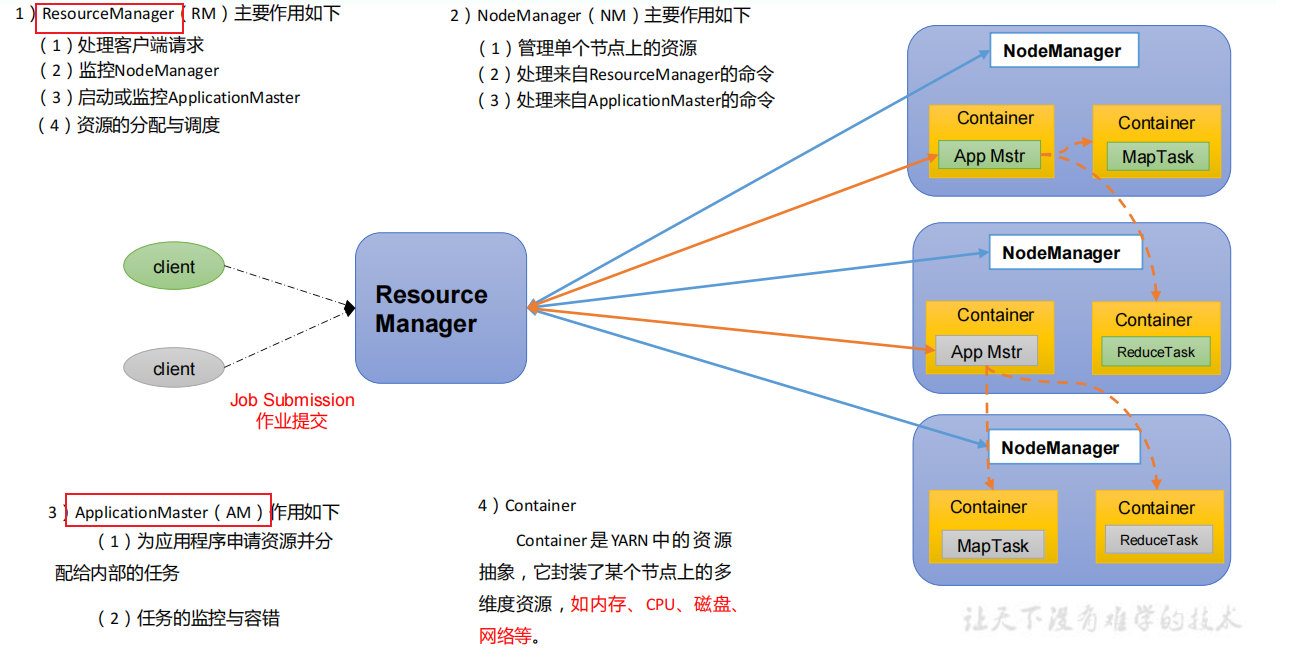 1）ResourceManager（RM）主要作用如下
（1）处理客户端请求
（2）监控NodeManager
（3）启动或监控ApplicationMaster
（4）资源的分配与调度
2）NodeManager（NM）主要作用如下
（1）管理单个节点上的资源
（2）处理来自ResourceManager的命令
（3）处理来自ApplicationMaster的命令
client
client
Job Submission
作业提交
Resource
Manager
NodeManager
Container
App Mstr
Container
MapTask
NodeManager
Container
App Mstr
Container
ReduceTask
NodeManager
Container
MapTask
Container
ReduceTask
3）ApplicationMaster（AM）作用如下
（1）为应用程序申请资源并分
配给内部的任务
（2）任务的监控与容错
4）Container
Container是YARN中的资源
抽象，它封装了某个节点上的多
维度资源，如内存、CPU、磁盘、
网络等。
让天下没有难学的技术